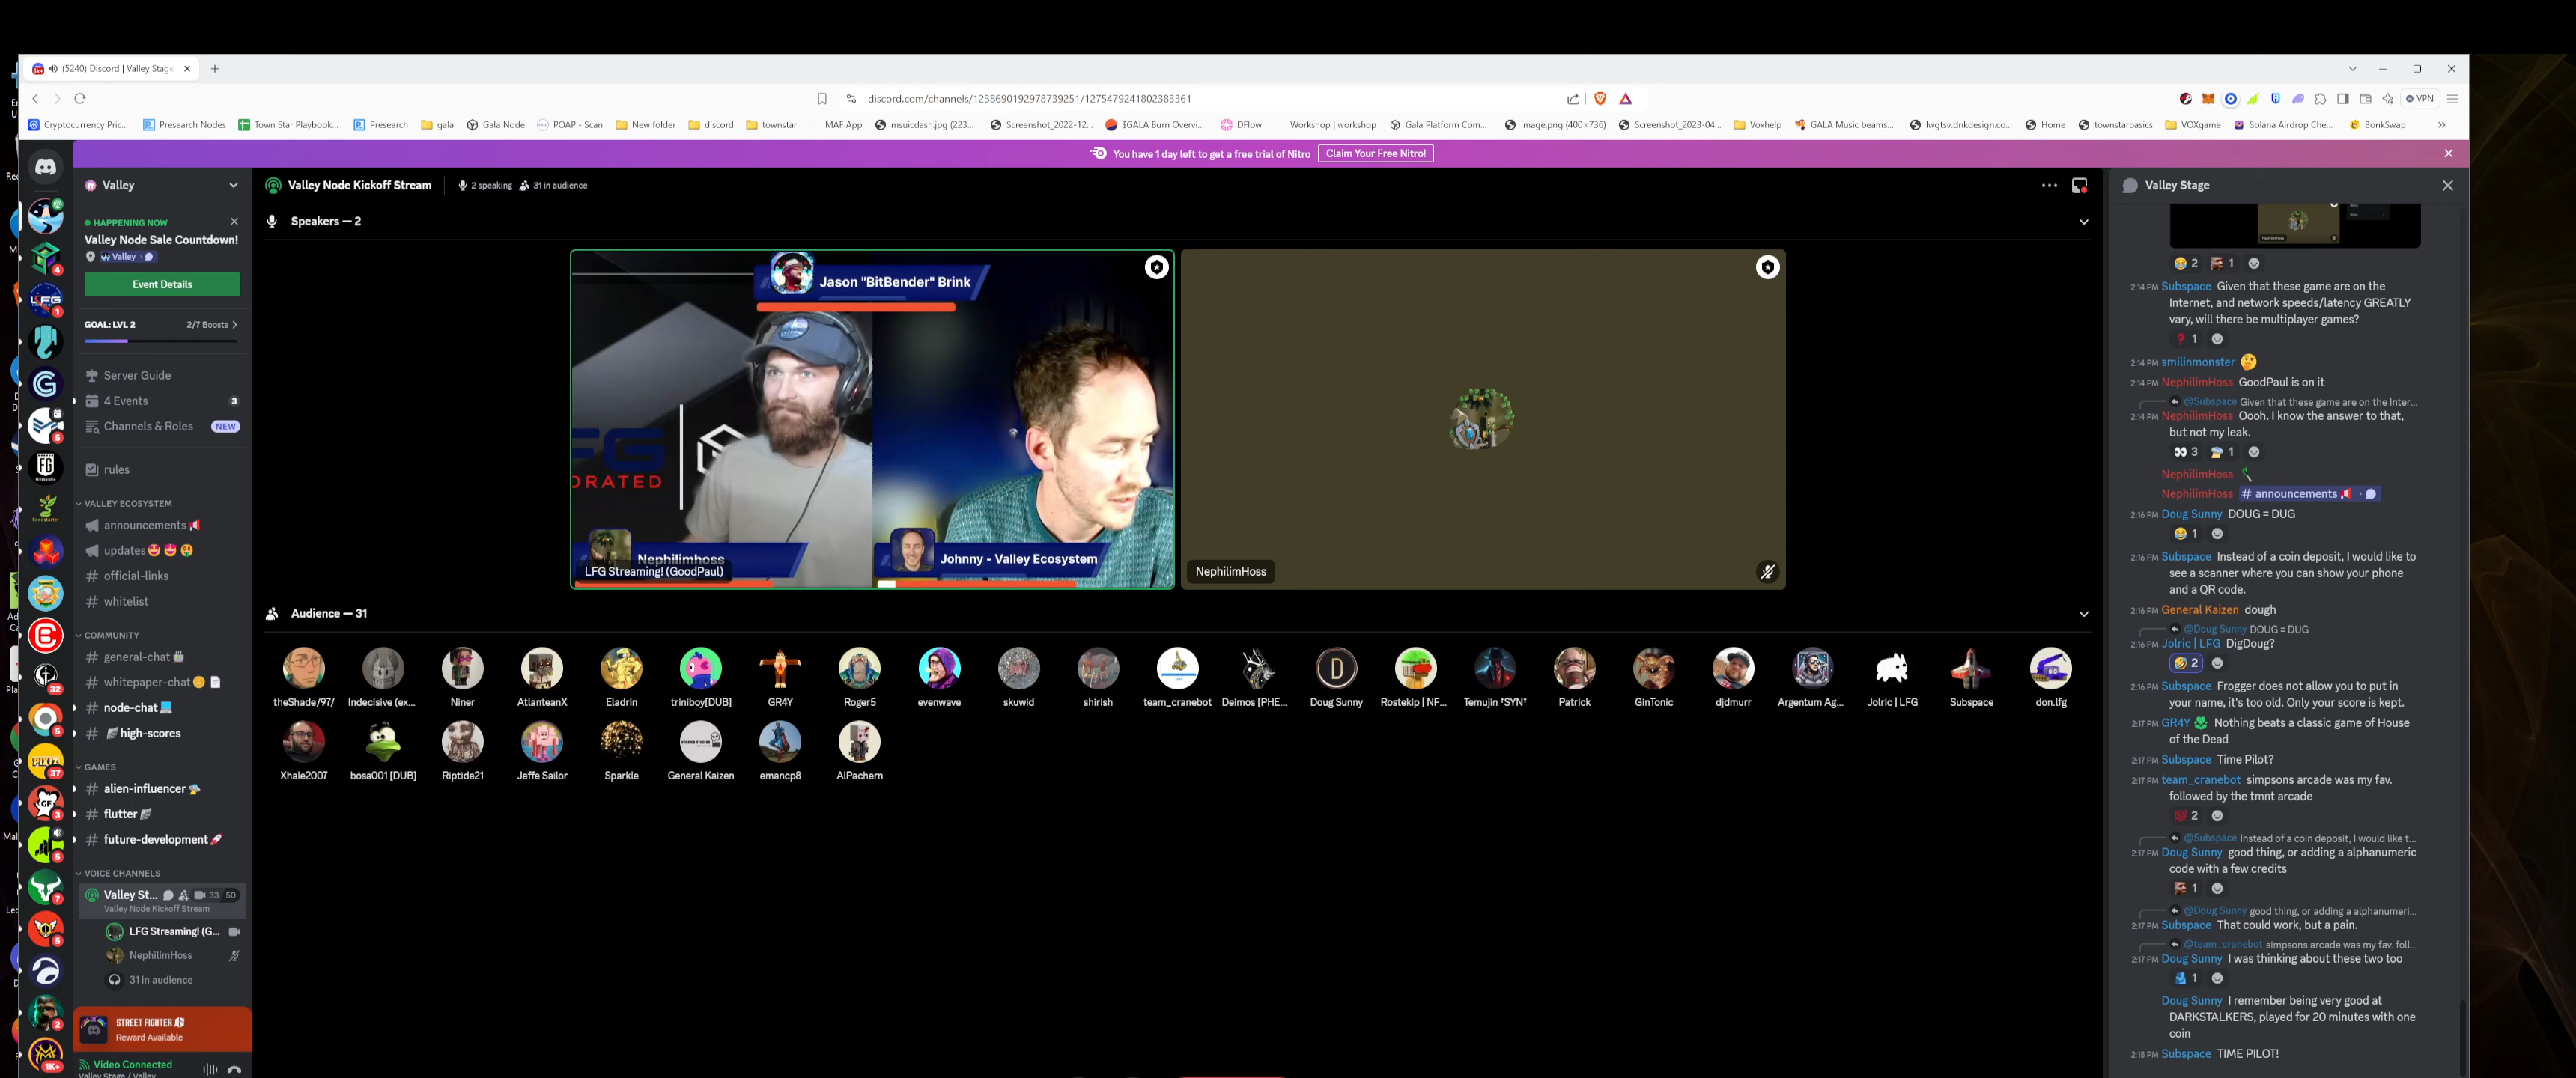 (5240) Discord | Valley Stage
discord.com/channels/1238690192978739251/1275479241802383361
VPN
Cryptocurrency Pric...
Presearch Nodes
Town Star Playbook...
Presearch
gala
Gala Node
POAP - Scan
New folder
discord
townstar
MAF App
msuicdash.jpg (223...
Screenshot_2022-12...
$GALA Burn Overvi...
DFlow
Workshop | workshop
Gala Platform Com...
image.png (400×736)
Screenshot_2023-04...
Voxhelp
GALA Music beams...
lwgtsv.dnkdesign.co...
Home
townstarbasics
VOXgame
Solana Airdrop Che...
BonkSwap
You have 1 day left to get a free trial of Nitro
Claim Your Free Nitro!
Valley
HAPPENING NOW
Valley Node Sale Countdown!
Valley
Event Details
GOAL: LVL 2
2/7 Boosts
Server Guide
4 Events
3
Channels & Roles
NEW
rules
VALLEY ECOSYSTEM
announcements
updates
official-links
whitelist
COMMUNITY
general-chat
whitepaper-chat
node-chat
high-scores
GAMES
alien-influencer
flutter
future-development
VOICE CHANNELS
Valley St...
33 / 50
Valley Node Kickoff Stream
LFG Streaming! (G...
NephilimHoss
31 in audience
STREET FIGHTER 6
Reward Available
Video Connected
Valley Stage / Valley
Valley Node Kickoff Stream
2 speaking
31 in audience
Speakers — 2
Jason "BitBender" Brink
ORATED
Nephilimhoss
LFG Streaming! (GoodPaul)
Johnny - Valley Ecosystem
NephilimHoss
Audience — 31
theShade/97/
Indecisive (ex...
Niner
AtlanteanX
Eladrin
triniboy[DUB]
GR4Y
Roger5
evenwave
skuwid
shirish
team_cranebot
Deimos [PHE...
Doug Sunny
Rostekip | NF...
Temujin †SYN†
Patrick
GinTonic
djdmurr
Argentum Ag...
Jolric | LFG
Subspace
don.lfg
Xhale2007
bosa001 [DUB]
Riptide21
Jeffe Sailor
Sparkle
General Kaizen
emancp8
AlPachern
Valley Stage
2
1
2:14 PM Subspace Given that these game are on the
Internet, and network speeds/latency GREATLY
vary, will there be multiplayer games?
1
2:14 PM smilinmonster
2:14 PM NephilimHoss GoodPaul is on it
@Subspace Given that these game are on the Inter...
2:14 PM NephilimHoss Oooh. I know the answer to that,
but not my leak.
3
1
NephilimHoss
NephilimHoss # announcements
2:16 PM Doug Sunny DOUG = DUG
1
2:16 PM Subspace Instead of a coin deposit, I would like to
see a scanner where you can show your phone
and a QR code.
2:16 PM General Kaizen dough
@Doug Sunny DOUG = DUG
2:16 PM Jolric | LFG DigDoug?
2
2:16 PM Subspace Frogger does not allow you to put in
your name, it's too old. Only your score is kept.
2:17 PM GR4Y Nothing beats a classic game of House
of the Dead
2:17 PM Subspace Time Pilot?
2:17 PM team_cranebot simpsons arcade was my fav.
followed by the tmnt arcade
2
@Subspace Instead of a coin deposit, I would like t...
2:17 PM Doug Sunny good thing, or adding a alphanumeric
code with a few credits
1
@Doug Sunny good thing, or adding a alphanumeri...
2:17 PM Subspace That could work, but a pain.
@team_cranebot simpsons arcade was my fav. foll...
2:17 PM Doug Sunny I was thinking about these two too
1
Doug Sunny I remember being very good at
DARKSTALKERS, played for 20 minutes with one
coin
2:18 PM Subspace TIME PILOT!